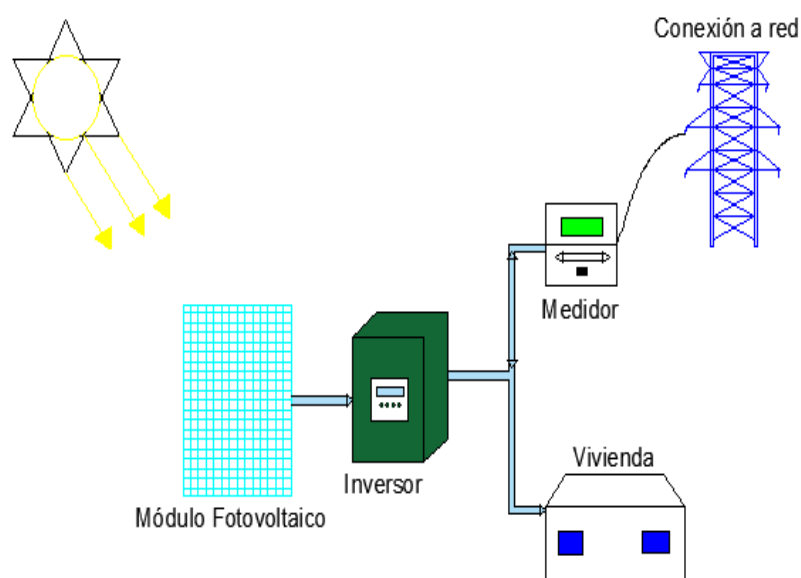 Conexión a red
Medidor
Vivienda
Inversor
Módulo Fotovoltaico